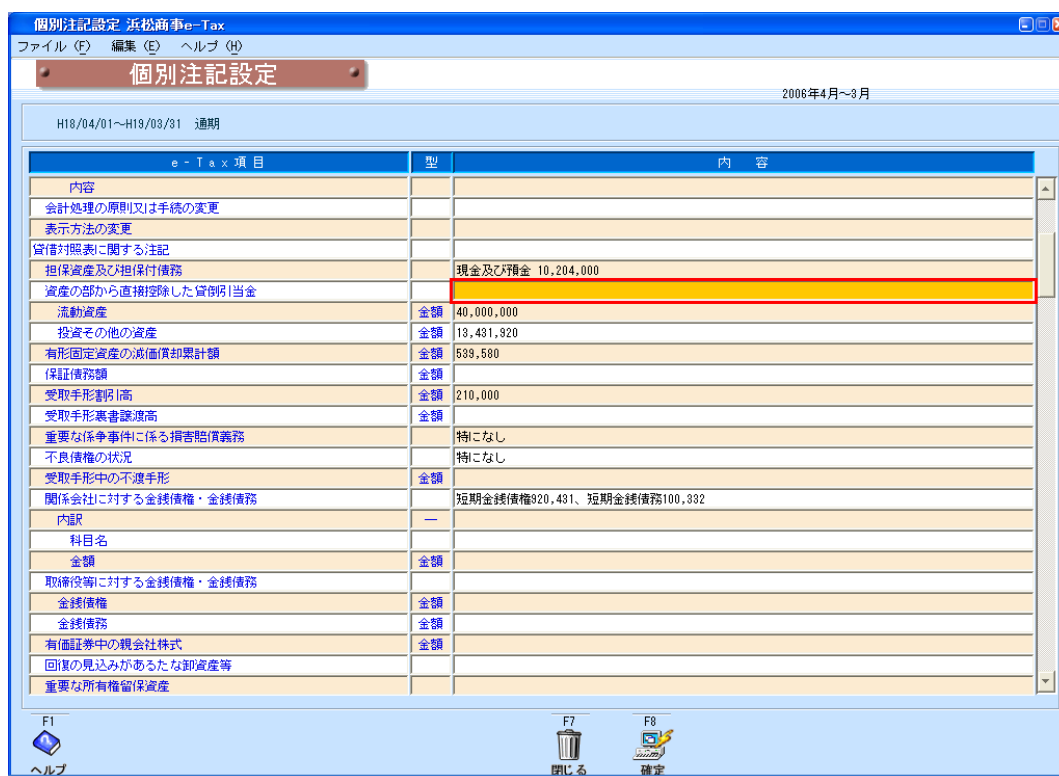 個別注記設定 浜松商事e-Tax
ファイル (F) 編集 (E) ヘルプ (H)
個別注記設定
2006年4月～3月
H18/04/01～H19/03/31 通期
e-Tax項目 型 内 容
内容
会計処理の原則又は手続の変更
表示方法の変更
貸借対照表に関する注記
担保資産及び担保付債務 現金及び預金 10,204,000
資産の部から直接控除した貸倒引当金
流動資産 金額 40,000,000
投資その他の資産 金額 13,431,920
有形固定資産の減価償却累計額 金額 539,580
保証債務額 金額
受取手形割引高 金額 210,000
受取手形裏書譲渡高 金額
重要な係争事件に係る損害賠償義務 特になし
不良債権の状況 特になし
受取手形中の不渡手形 金額
関係会社に対する金銭債権・金銭債務 短期金銭債権920,431、短期金銭債務100,332
内訳 ―
科目名
金額 金額
取締役等に対する金銭債権・金銭債務
金銭債権 金額
金銭債務 金額
有価証券中の親会社株式 金額
回復の見込みがあるたな卸資産等
重要な所有権留保資産
F1 F7 F8
ヘルプ 閉じる 確定